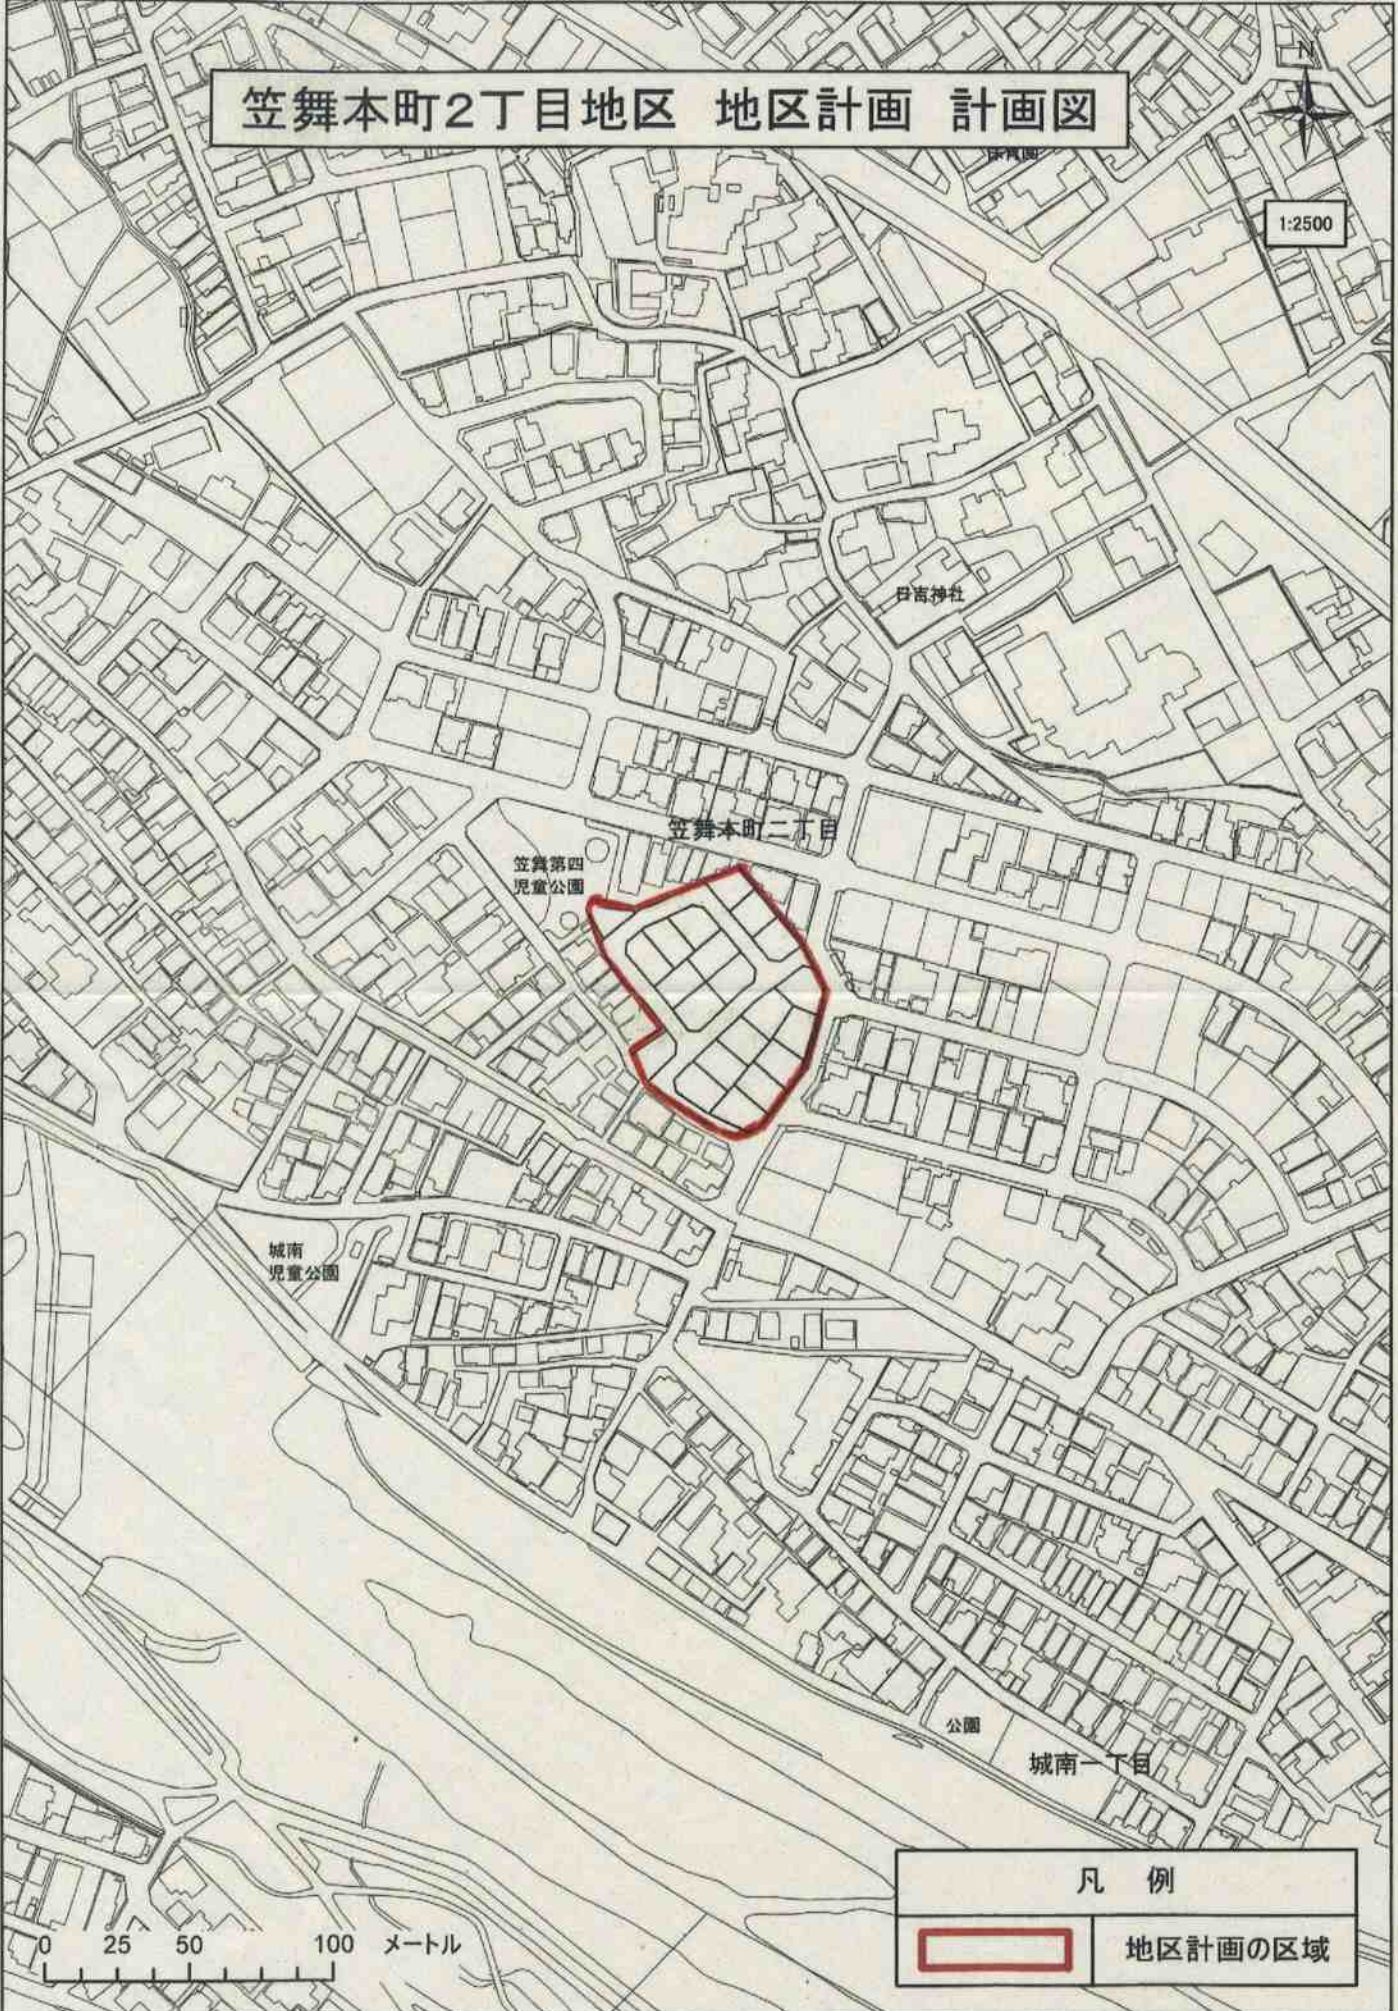 笠舞本町2丁目地区 地区計画 計画図
N
保育園
1:2500
日吉神社
笠舞本町二丁目
笠舞第四
児童公園
城南
児童公園
公園
城南一丁目
凡 例
地区計画の区域
0 25 50 100 メートル